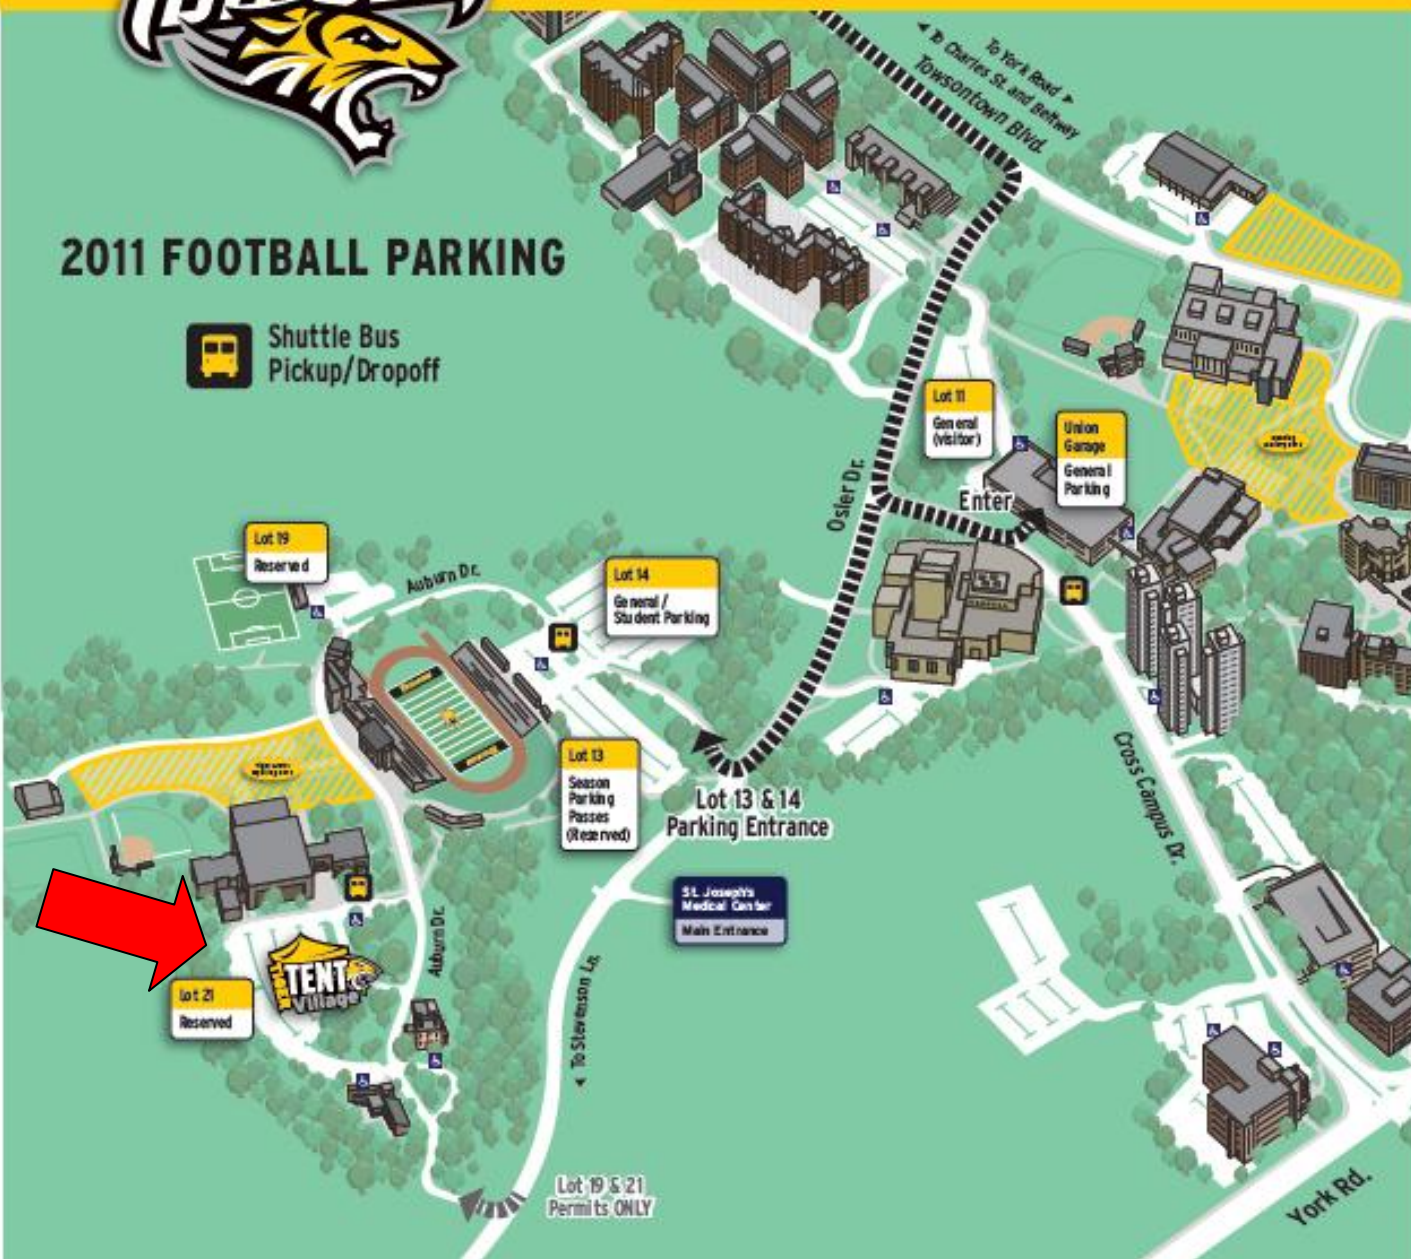 2011 FOOTBALL PARKING
Shuttle Bus
Pickup/Dropoff
To York Road
To Charles St. and Beltway
Towsontown Blvd.
Lot 11
General
(visitor)
Union
Garage
General
Parking
Enter
Osler Dr.
Lot 19
Reserved
Auburn Dr.
Lot 14
General /
Student Parking
Lot 13
Season
Parking
Passes
(Reserved)
Lot 13 & 14
Parking Entrance
Cross Campus Dr.
St. Joseph's
Medical Center
Main Entrance
Auburn Dr.
TIGER
TENT
Village
Lot 21
Reserved
To Stevenson Ln.
Lot 19 & 21
Permits ONLY
York Rd.